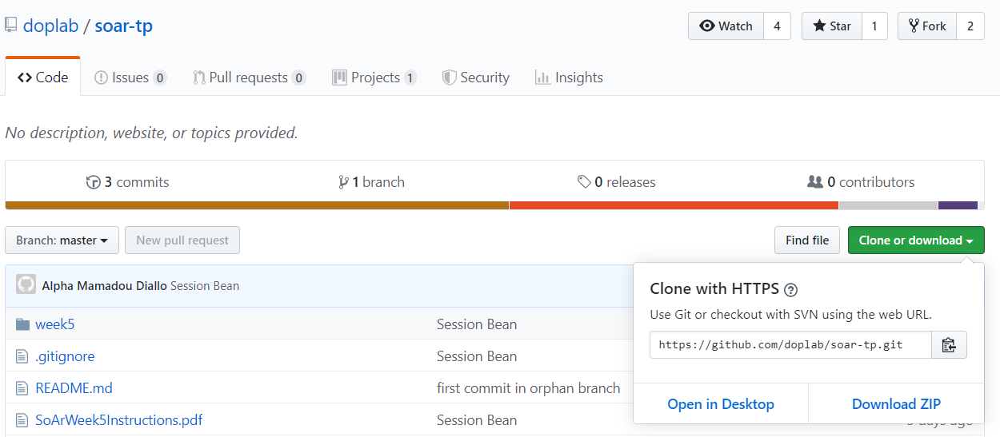 doplab / soar-tp
Watch 4
Star 1
Fork 2
Code
Issues 0
Pull requests 0
Projects 1
Security
Insights
No description, website, or topics provided.
3 commits
1 branch
0 releases
0 contributors
Branch: master
New pull request
Find file
Clone or download
Alpha Mamadou Diallo Session Bean
week5 Session Bean
.gitignore Session Bean
README.md first commit in orphan branch
SoArWeek5Instructions.pdf Session Bean
Clone with HTTPS
Use Git or checkout with SVN using the web URL.
https://github.com/doplab/soar-tp.git
Open in Desktop
Download ZIP
days ago